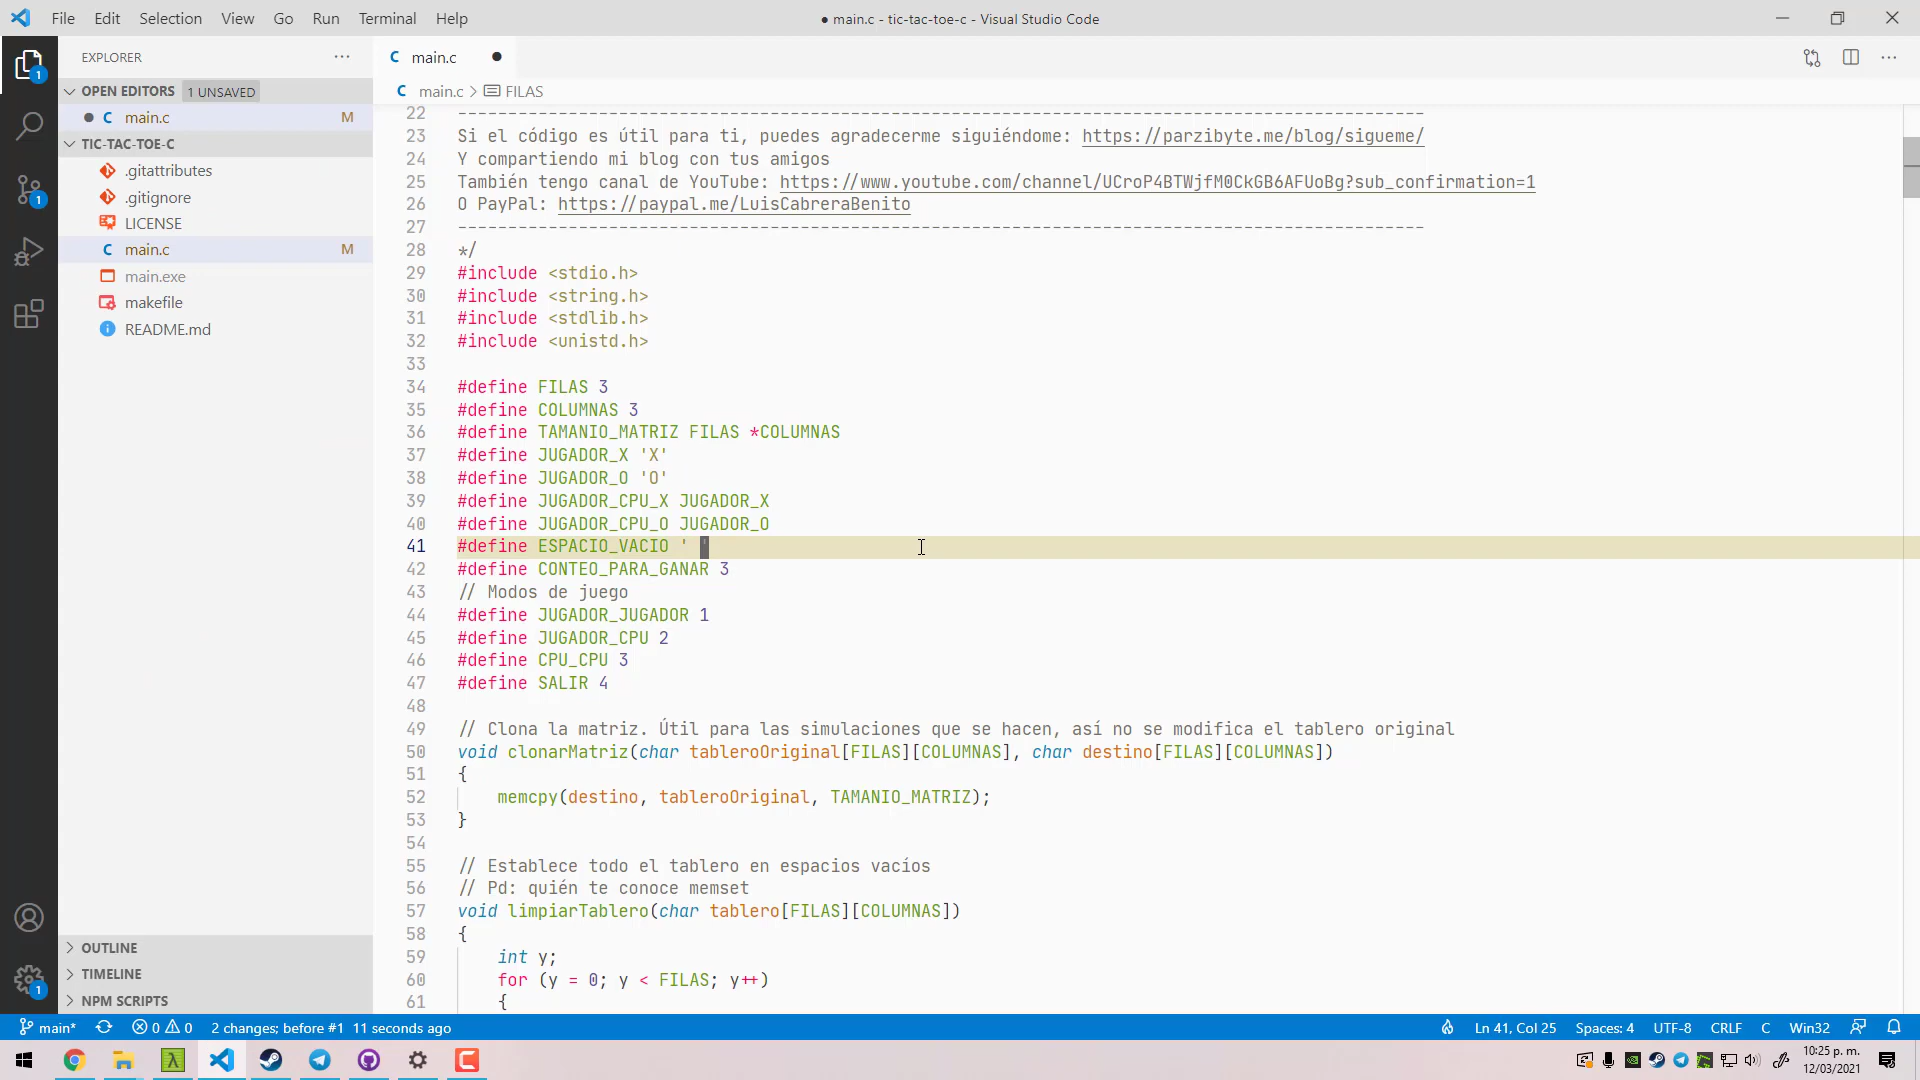 File Edit Selection View Go Run Terminal Help
● main.c - tic-tac-toe-c - Visual Studio Code
EXPLORER
OPEN EDITORS 1 UNSAVED
C main.c M
TIC-TAC-TOE-C
.gitattributes
.gitignore
LICENSE
C main.c M
main.exe
makefile
README.md
OUTLINE
TIMELINE
NPM SCRIPTS
C main.c
C main.c > FILAS
22 ------------------------------------------------------------------------------------------------
23 Si el código es útil para ti, puedes agradecerme siguiéndome: https://parzibyte.me/blog/sigueme/
24 Y compartiendo mi blog con tus amigos
25 También tengo canal de YouTube: https://www.youtube.com/channel/UCroP4BTWjfM0CkGB6AFUoBg?sub_confirmation=1
26 O PayPal: https://paypal.me/LuisCabreraBenito
27 ------------------------------------------------------------------------------------------------
28 */
29 #include <stdio.h>
30 #include <string.h>
31 #include <stdlib.h>
32 #include <unistd.h>
33
34 #define FILAS 3
35 #define COLUMNAS 3
36 #define TAMANIO_MATRIZ FILAS *COLUMNAS
37 #define JUGADOR_X 'X'
38 #define JUGADOR_O 'O'
39 #define JUGADOR_CPU_X JUGADOR_X
40 #define JUGADOR_CPU_O JUGADOR_O
41 #define ESPACIO_VACIO ' '
42 #define CONTEO_PARA_GANAR 3
43 // Modos de juego
44 #define JUGADOR_JUGADOR 1
45 #define JUGADOR_CPU 2
46 #define CPU_CPU 3
47 #define SALIR 4
48
49 // Clona la matriz. Útil para las simulaciones que se hacen, así no se modifica el tablero original
50 void clonarMatriz(char tableroOriginal[FILAS][COLUMNAS], char destino[FILAS][COLUMNAS])
51 {
52 memcpy(destino, tableroOriginal, TAMANIO_MATRIZ);
53 }
54
55 // Establece todo el tablero en espacios vacíos
56 // Pd: quién te conoce memset
57 void limpiarTablero(char tablero[FILAS][COLUMNAS])
58 {
59 int y;
60 for (y = 0; y < FILAS; y++)
61 {
main* 0 0 2 changes; before #1 11 seconds ago
Ln 41, Col 25 Spaces: 4 UTF-8 CRLF C Win32
10:25 p. m.
12/03/2021